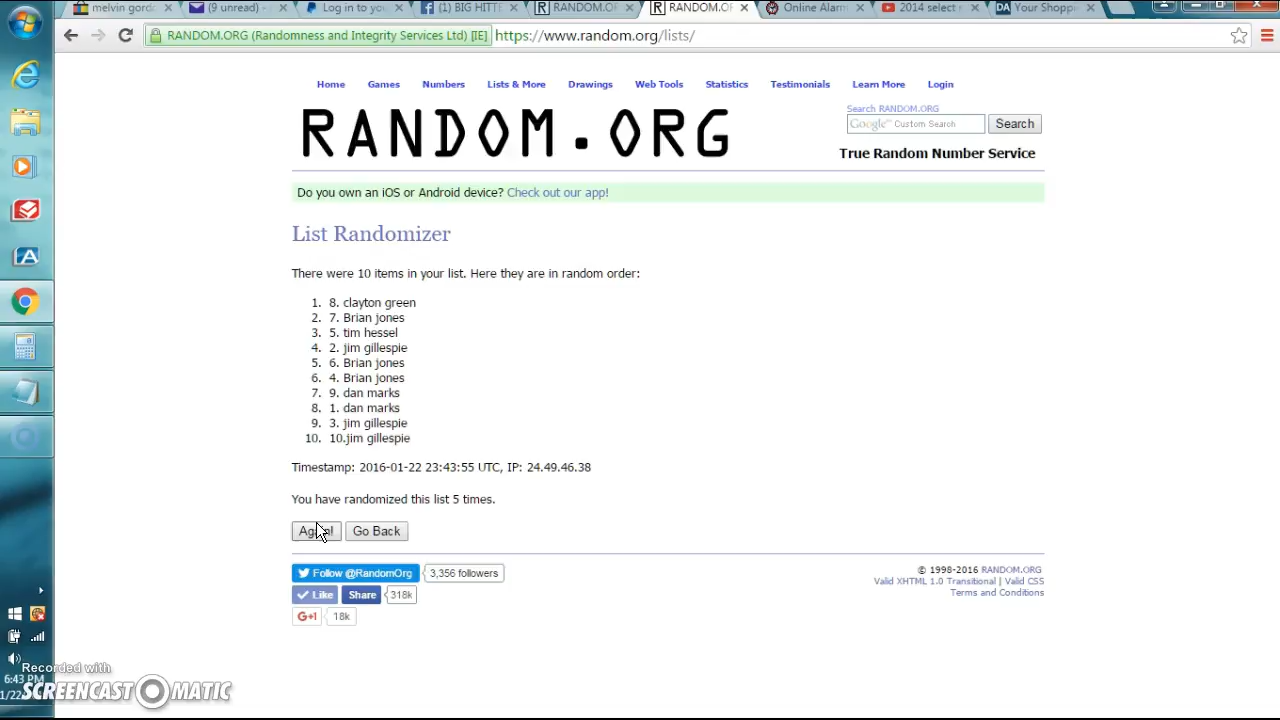 melvin gordo
(9 unread) -
Log in to you
(1) BIG HITTE
RANDOM.OF
RANDOM.OF
Online Alarm
2014 select r
DA Your Shoppi
RANDOM.ORG (Randomness and Integrity Services Ltd) [IE] https://www.random.org/lists/
Home Games Numbers Lists & More Drawings Web Tools Statistics Testimonials Learn More Login
RANDOM.ORG
Search RANDOM.ORG
Google™ Custom Search Search
True Random Number Service
Do you own an iOS or Android device? Check out our app!
List Randomizer
There were 10 items in your list. Here they are in random order:
1. 8. clayton green
2. 7. Brian jones
3. 5. tim hessel
4. 2. jim gillespie
5. 6. Brian jones
6. 4. Brian jones
7. 9. dan marks
8. 1. dan marks
9. 3. jim gillespie
10. 10.jim gillespie
Timestamp: 2016-01-22 23:43:55 UTC, IP: 24.49.46.38
You have randomized this list 5 times.
Again! Go Back
Follow @RandomOrg 3,356 followers
Like Share 318k
G+1 18k
© 1998-2016 RANDOM.ORG
Valid XHTML 1.0 Transitional | Valid CSS
Terms and Conditions
6:43 PM
1/22
Recorded with
SCREENCAST-O-MATIC